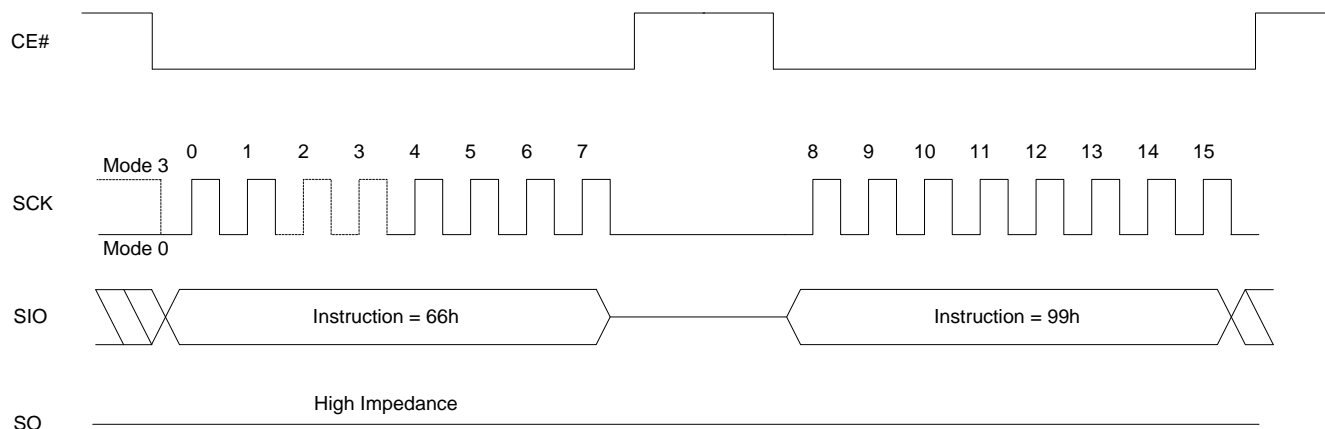 CE#
0 1 2 3 4 5 6 7 8 9 10 11 12 13 14 15
Mode 3
SCK
Mode 0
SIO
Instruction = 66h Instruction = 99h
High Impedance
SO